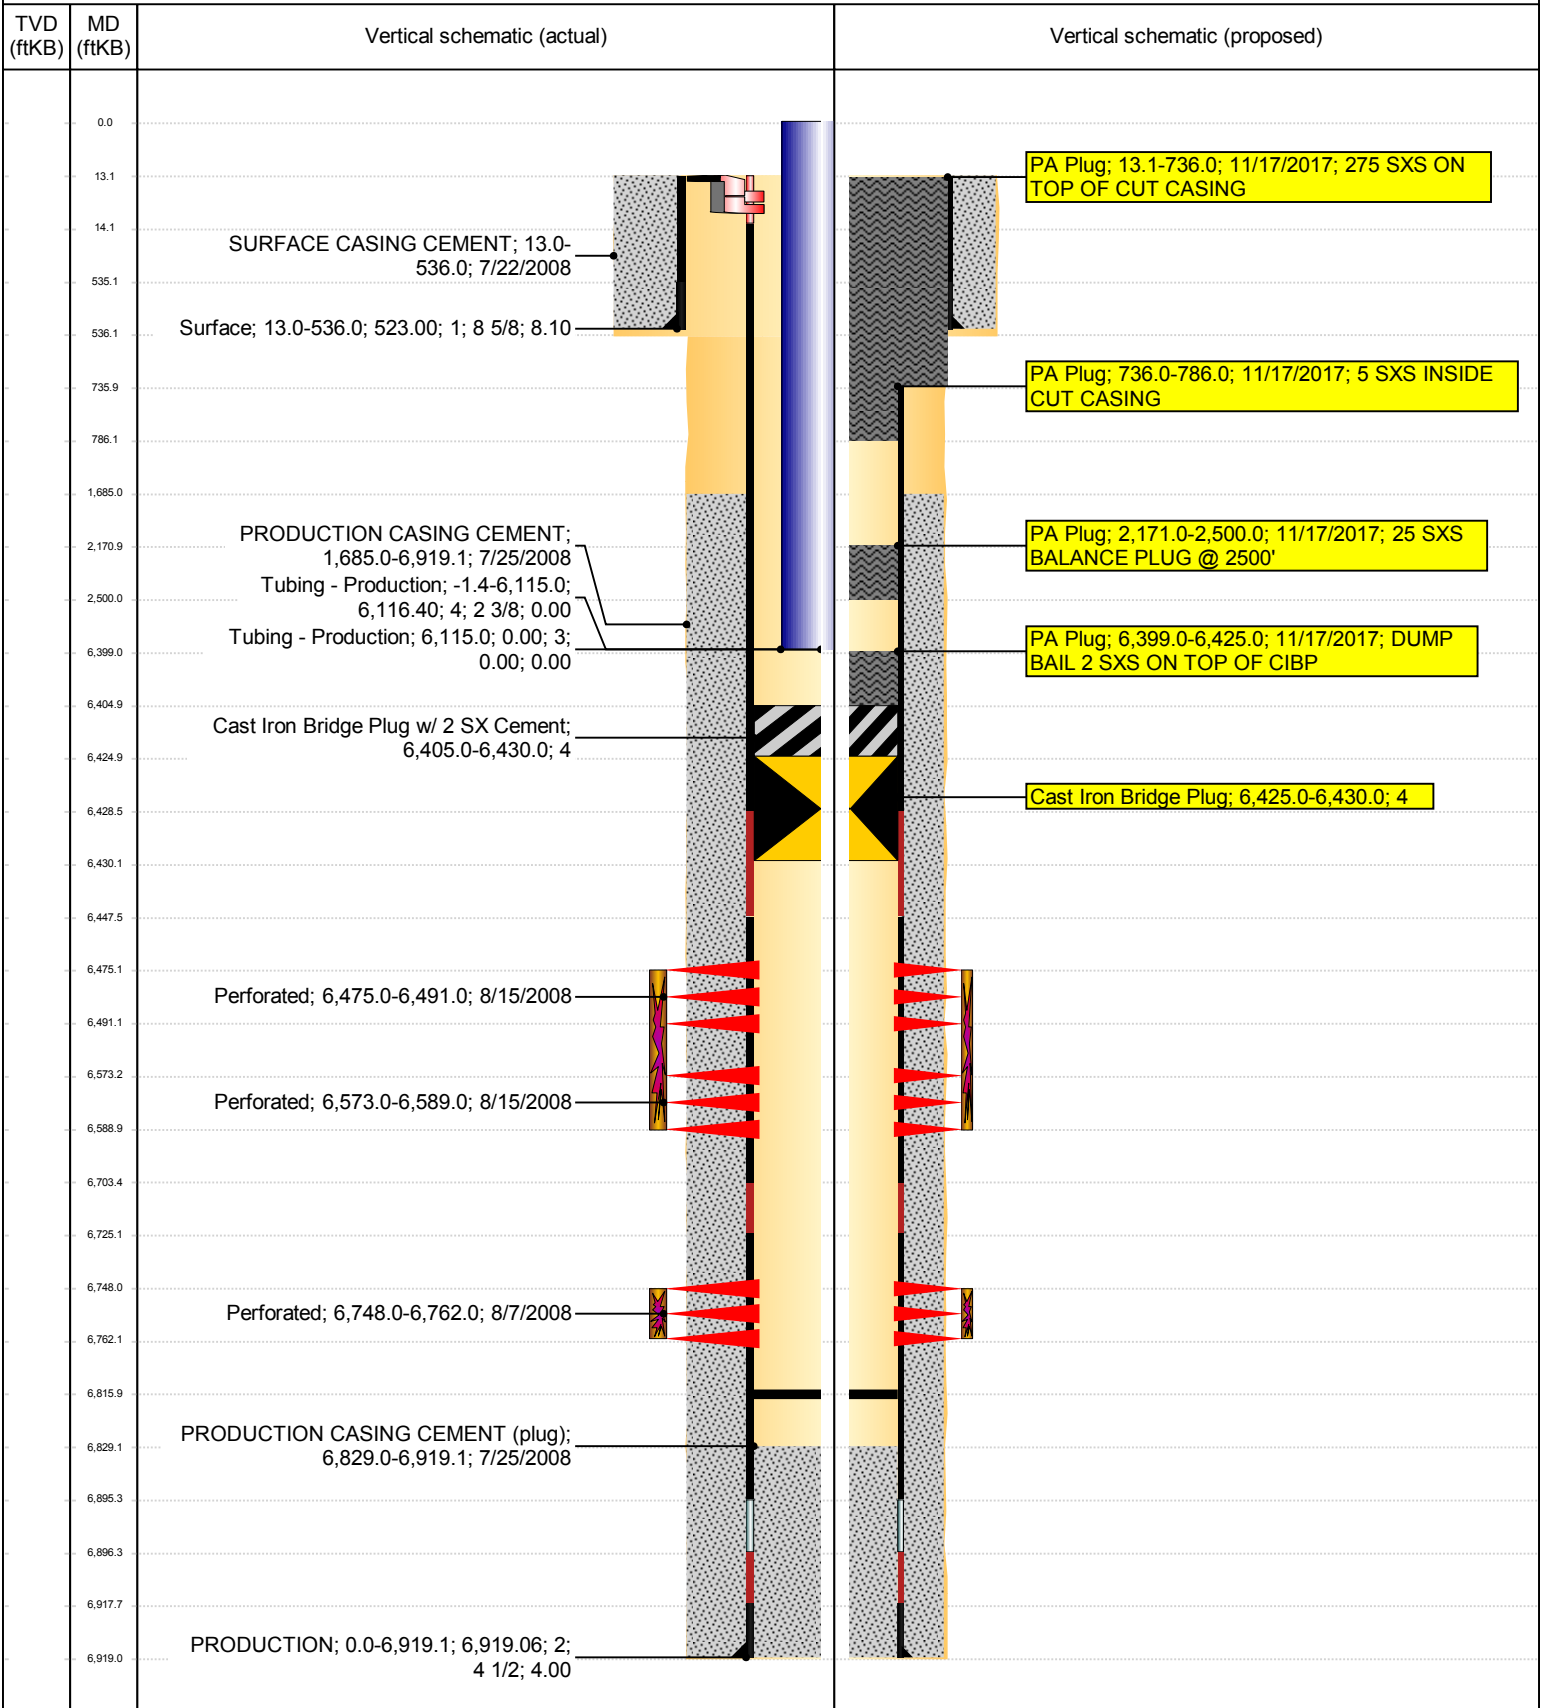 TVD (ftKB)
MD (ftKB)
Vertical schematic (actual)
Vertical schematic (proposed)
0.0
13.1
14.1
535.1
536.1
735.9
786.1
1,685.0
2,170.9
2,500.0
6,399.0
6,404.9
6,424.9
6,428.5
6,430.1
6,447.5
6,475.1
6,491.1
6,573.2
6,588.9
6,703.4
6,725.1
6,748.0
6,762.1
6,815.9
6,829.1
6,895.3
6,896.3
6,917.7
6,919.0
SURFACE CASING CEMENT; 13.0-
536.0; 7/22/2008
Surface; 13.0-536.0; 523.00; 1; 8 5/8; 8.10
PRODUCTION CASING CEMENT;
1,685.0-6,919.1; 7/25/2008
Tubing - Production; -1.4-6,115.0;
6,116.40; 4; 2 3/8; 0.00
Tubing - Production; 6,115.0; 0.00; 3;
0.00; 0.00
Cast Iron Bridge Plug w/ 2 SX Cement;
6,405.0-6,430.0; 4
Perforated; 6,475.0-6,491.0; 8/15/2008
Perforated; 6,573.0-6,589.0; 8/15/2008
Perforated; 6,748.0-6,762.0; 8/7/2008
PRODUCTION CASING CEMENT (plug);
6,829.0-6,919.1; 7/25/2008
PRODUCTION; 0.0-6,919.1; 6,919.06; 2;
4 1/2; 4.00
PA Plug; 13.1-736.0; 11/17/2017; 275 SXS ON
TOP OF CUT CASING
PA Plug; 736.0-786.0; 11/17/2017; 5 SXS INSIDE
CUT CASING
PA Plug; 2,171.0-2,500.0; 11/17/2017; 25 SXS
BALANCE PLUG @ 2500'
PA Plug; 6,399.0-6,425.0; 11/17/2017; DUMP
BAIL 2 SXS ON TOP OF CIBP
Cast Iron Bridge Plug; 6,425.0-6,430.0; 4